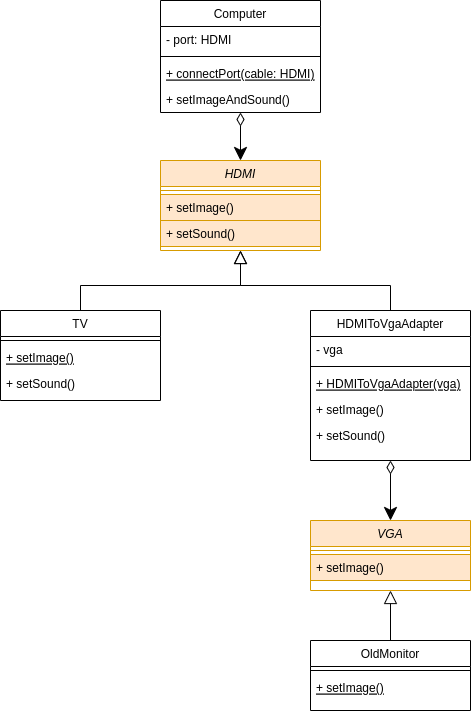 Computer
- port: HDMI
+ connectPort(cable: HDMI)
+ setImageAndSound()
HDMI
+ setImage()
+ setSound()
TV
+ setImage()
+ setSound()
HDMIToVgaAdapter
- vga
+ HDMIToVgaAdapter(vga)
+ setImage()
+ setSound()
VGA
+ setImage()
OldMonitor
+ setImage()